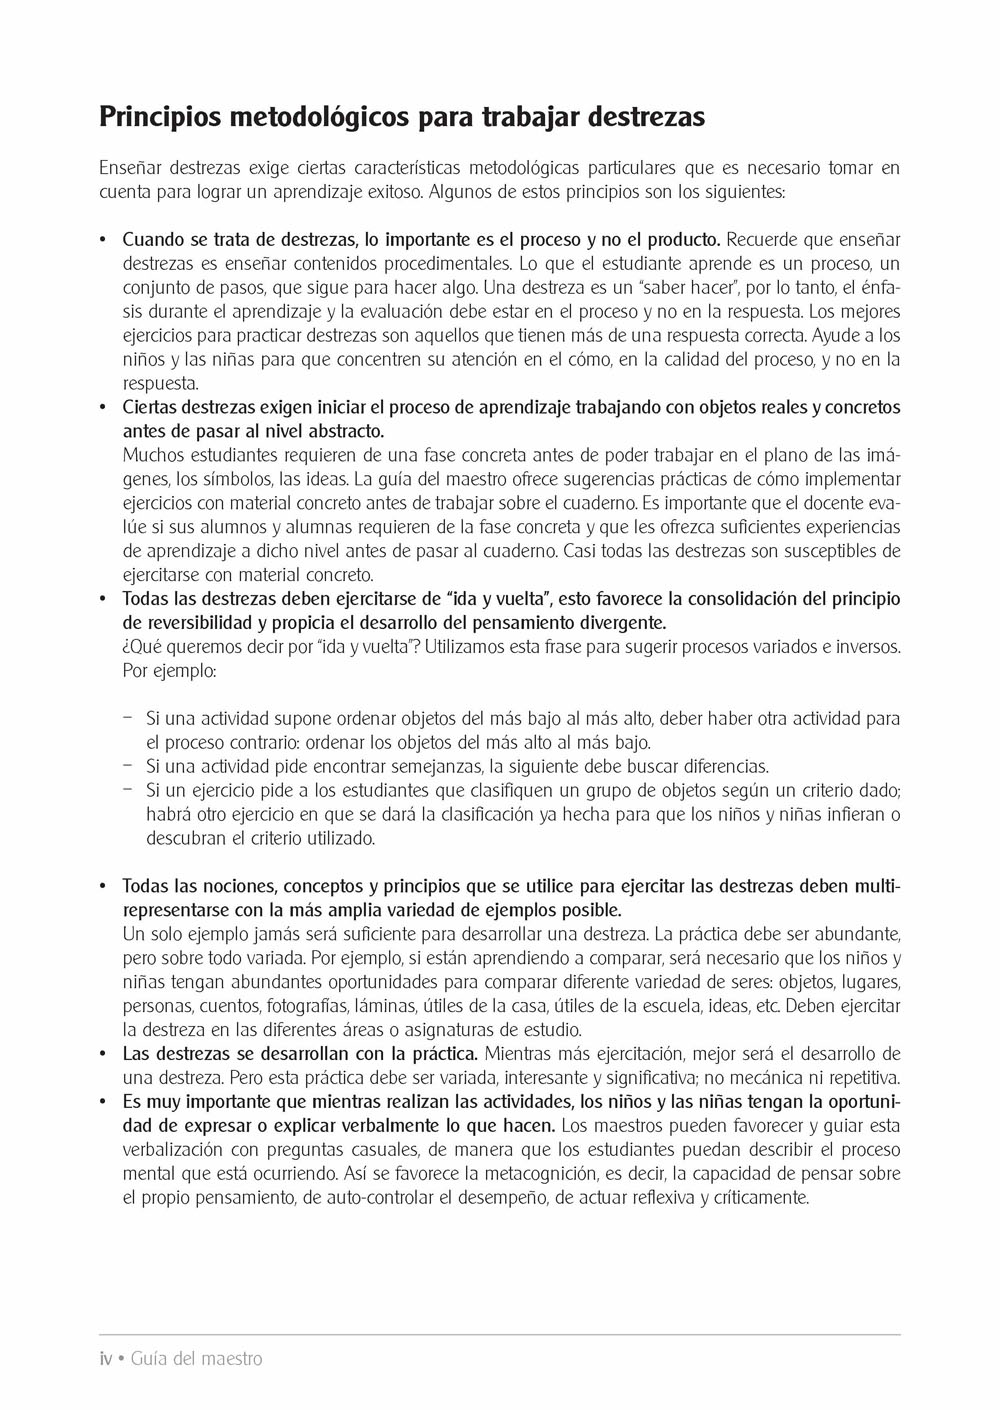 Principios metodológicos para trabajar destrezas
Enseñar destrezas exige ciertas características metodológicas particulares que es necesario tomar en
cuenta para lograr un aprendizaje exitoso. Algunos de estos principios son los siguientes:
• Cuando se trata de destrezas, lo importante es el proceso y no el producto. Recuerde que enseñar
destrezas es enseñar contenidos procedimentales. Lo que el estudiante aprende es un proceso, un
conjunto de pasos, que sigue para hacer algo. Una destreza es un “saber hacer”, por lo tanto, el énfa-
sis durante el aprendizaje y la evaluación debe estar en el proceso y no en la respuesta. Los mejores
ejercicios para practicar destrezas son aquellos que tienen más de una respuesta correcta. Ayude a los
niños y las niñas para que concentren su atención en el cómo, en la calidad del proceso, y no en la
respuesta.
• Ciertas destrezas exigen iniciar el proceso de aprendizaje trabajando con objetos reales y concretos
antes de pasar al nivel abstracto.
Muchos estudiantes requieren de una fase concreta antes de poder trabajar en el plano de las imá-
genes, los símbolos, las ideas. La guía del maestro ofrece sugerencias prácticas de cómo implementar
ejercicios con material concreto antes de trabajar sobre el cuaderno. Es importante que el docente eva-
lúe si sus alumnos y alumnas requieren de la fase concreta y que les ofrezca suficientes experiencias
de aprendizaje a dicho nivel antes de pasar al cuaderno. Casi todas las destrezas son susceptibles de
ejercitarse con material concreto.
• Todas las destrezas deben ejercitarse de “ida y vuelta”, esto favorece la consolidación del principio
de reversibilidad y propicia el desarrollo del pensamiento divergente.
¿Qué queremos decir por “ida y vuelta”? Utilizamos esta frase para sugerir procesos variados e inversos.
Por ejemplo:
– Si una actividad supone ordenar objetos del más bajo al más alto, deber haber otra actividad para
el proceso contrario: ordenar los objetos del más alto al más bajo.
– Si una actividad pide encontrar semejanzas, la siguiente debe buscar diferencias.
– Si un ejercicio pide a los estudiantes que clasifiquen un grupo de objetos según un criterio dado;
habrá otro ejercicio en que se dará la clasificación ya hecha para que los niños y niñas infieran o
descubran el criterio utilizado.
• Todas las nociones, conceptos y principios que se utilice para ejercitar las destrezas deben multi-
representarse con la más amplia variedad de ejemplos posible.
Un solo ejemplo jamás será suficiente para desarrollar una destreza. La práctica debe ser abundante,
pero sobre todo variada. Por ejemplo, si están aprendiendo a comparar, será necesario que los niños y
niñas tengan abundantes oportunidades para comparar diferente variedad de seres: objetos, lugares,
personas, cuentos, fotografías, láminas, útiles de la casa, útiles de la escuela, ideas, etc. Deben ejercitar
la destreza en las diferentes áreas o asignaturas de estudio.
• Las destrezas se desarrollan con la práctica. Mientras más ejercitación, mejor será el desarrollo de
una destreza. Pero esta práctica debe ser variada, interesante y significativa; no mecánica ni repetitiva.
• Es muy importante que mientras realizan las actividades, los niños y las niñas tengan la oportuni-
dad de expresar o explicar verbalmente lo que hacen. Los maestros pueden favorecer y guiar esta
verbalización con preguntas casuales, de manera que los estudiantes puedan describir el proceso
mental que está ocurriendo. Así se favorece la metacognición, es decir, la capacidad de pensar sobre
el propio pensamiento, de auto-controlar el desempeño, de actuar reflexiva y críticamente.
iv • Guía del maestro